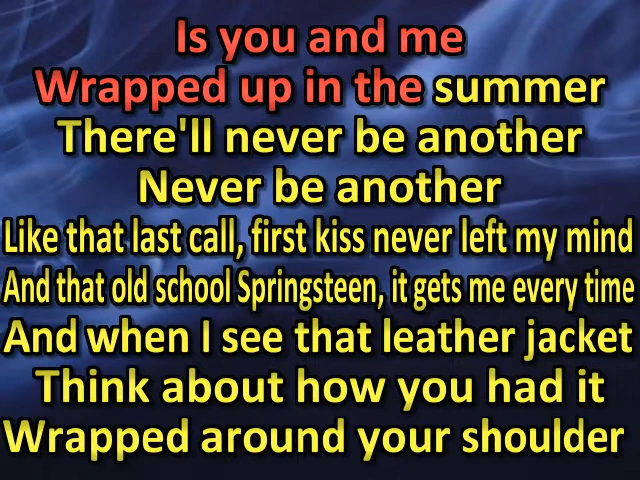 Is you and me
Wrapped up in the summer
There'll never be another
Never be another
Like that last call, first kiss never left my mind
And that old school Springsteen, it gets me every time
And when I see that leather jacket
Think about how you had it
Wrapped around your shoulder